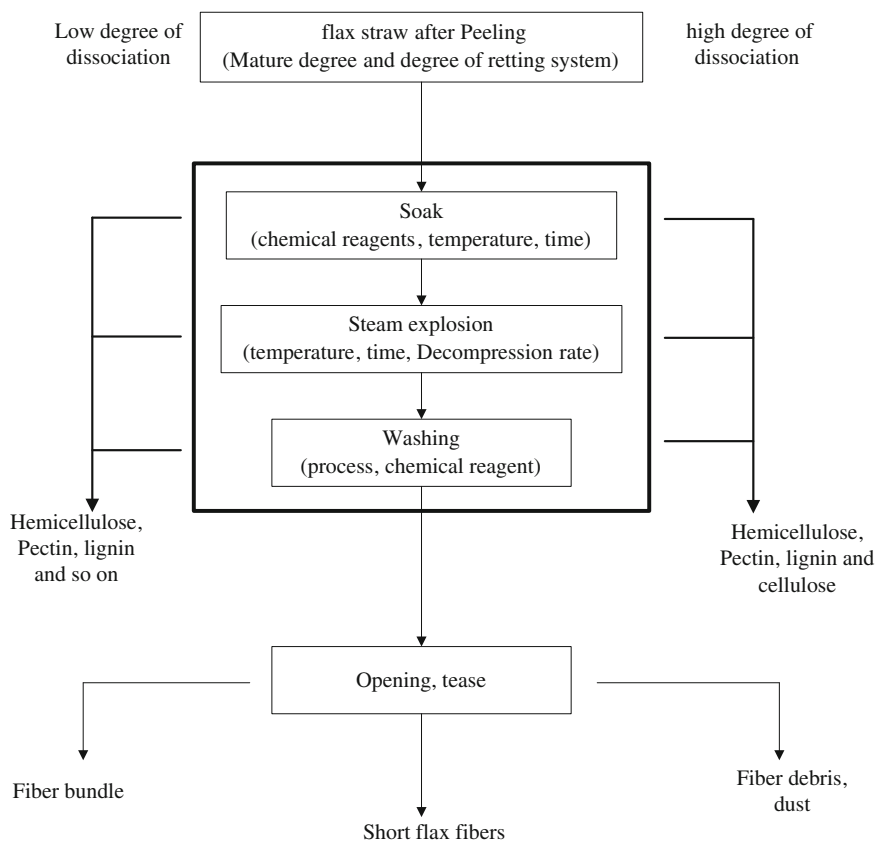 Low degree of
dissociation
flax straw after Peeling
(Mature degree and degree of retting system)
high degree of
dissociation
Soak
(chemical reagents, temperature, time)
Steam explosion
(temperature, time, Decompression rate)
Washing
(process, chemical reagent)
Hemicellulose,
Pectin, lignin
and so on
Hemicellulose,
Pectin, lignin and
cellulose
Opening, tease
Fiber bundle
Short flax fibers
Fiber debris,
dust